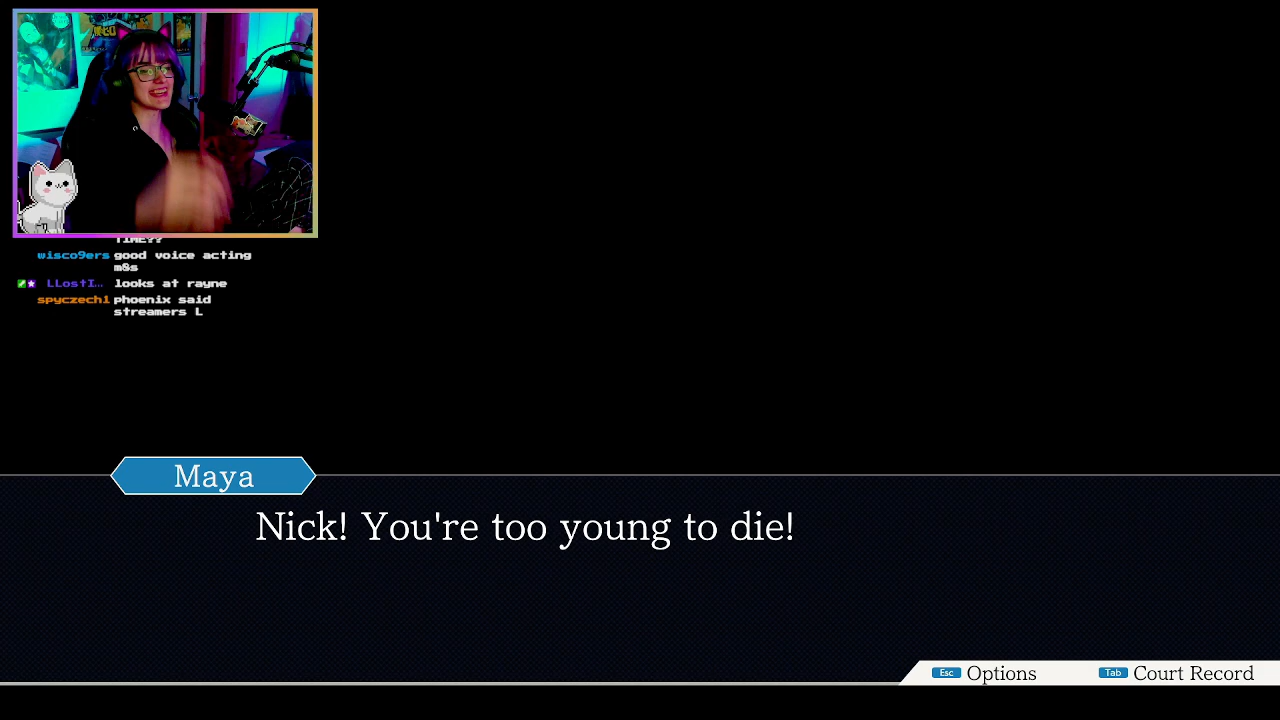 TIME??
wisco9ers good voice acting
m8s
LLostI… looks at rayne
spyczech1 phoenix said
streamers L
Maya
Nick! You're too young to die!
Esc Options Tab Court Record